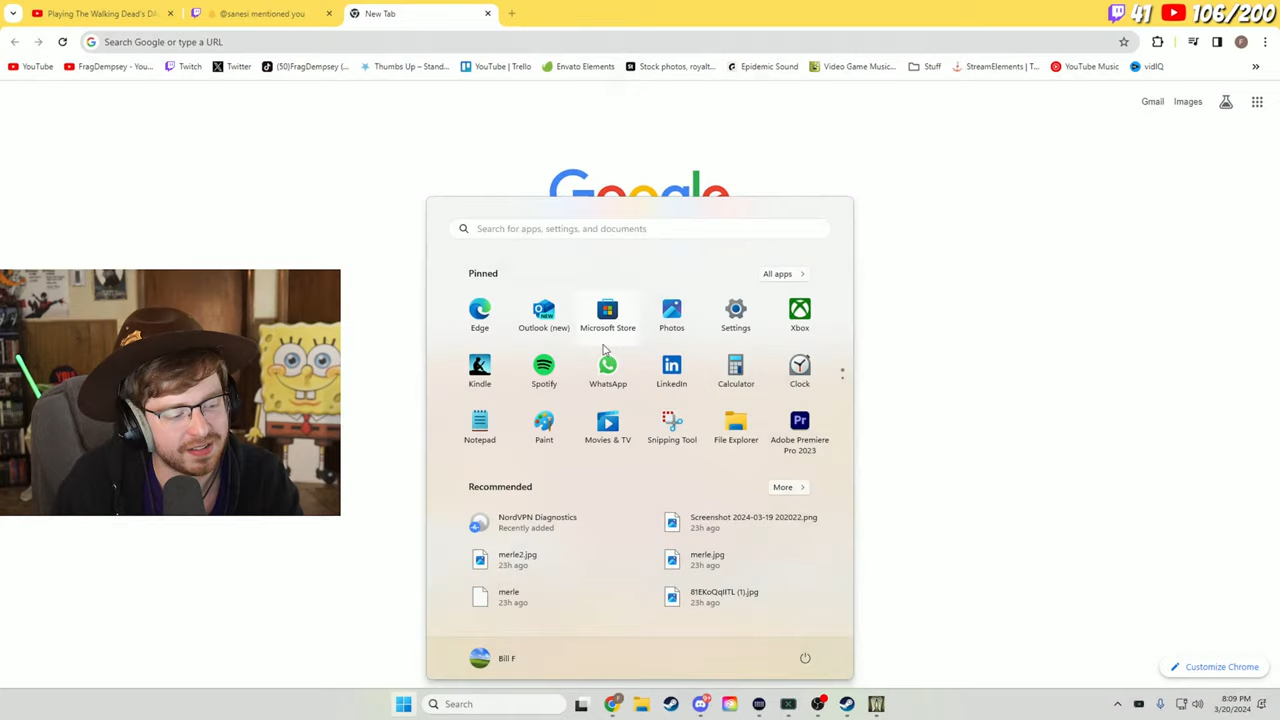 Playing The Walking Dead's D
@sanesi mentioned you
New Tab
41
106/200
Search Google or type a URL
YouTube
FragDempsey - You...
Twitch
Twitter
(50)FragDempsey (...
Thumbs Up – Stand...
YouTube | Trello
Envato Elements
Stock photos, royalt...
Epidemic Sound
Video Game Music...
Stuff
StreamElements | T...
YouTube Music
vidIQ
Gmail
Images
Google
Search for apps, settings, and documents
Pinned
All apps
Edge
Outlook (new)
Microsoft Store
Photos
Settings
Xbox
Kindle
Spotify
WhatsApp
LinkedIn
Calculator
Clock
Notepad
Paint
Movies & TV
Snipping Tool
File Explorer
Adobe Premiere
Pro 2023
Recommended
More
NordVPN Diagnostics
Recently added
Screenshot 2024-03-19 202022.png
23h ago
merle2.jpg
23h ago
merle.jpg
23h ago
merle
23h ago
81EKoQqIITL (1).jpg
23h ago
Bill F
Customize Chrome
Search
8:09 PM
3/20/2024